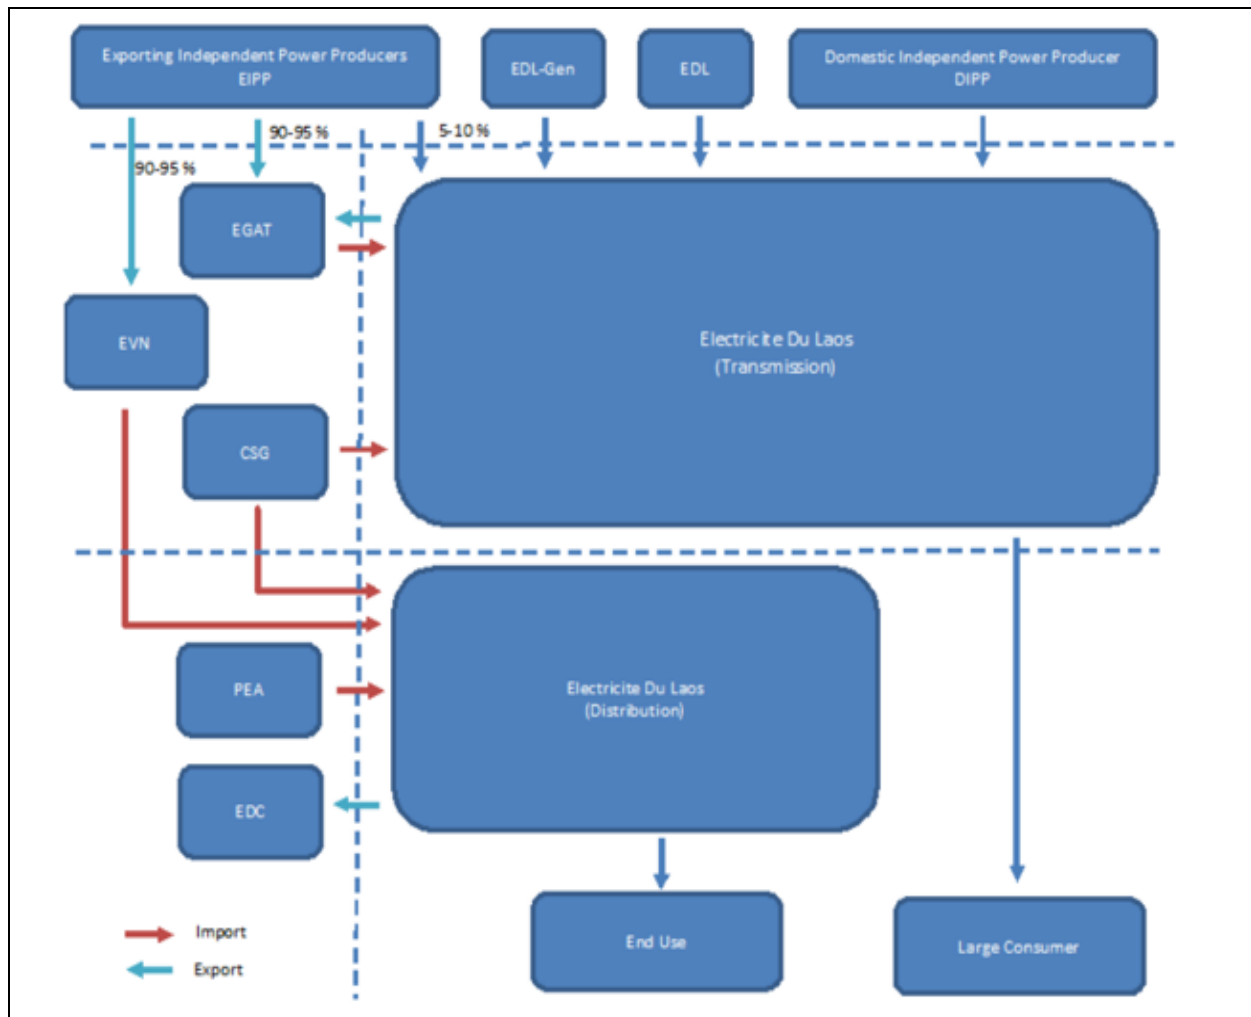 Exporting Independent Power Producers
EIPP
EDL-Gen
EDL
Domestic Independent Power Producer
DIPP
90-95 %
5-10 %
90-95 %
EGAT
EVN
CSG
Electricite Du Laos
(Transmission)
PEA
EDC
Electricite Du Laos
(Distribution)
End Use
Large Consumer
Import
Export